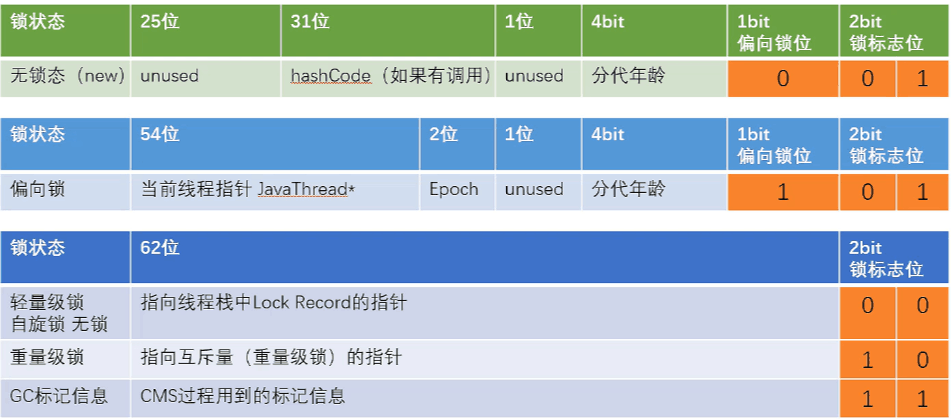 锁状态 25位 31位 1位 4bit 1bit 2bit
偏向锁位 锁标志位
无锁态（new） unused hashCode（如果有调用） unused 分代年龄 0 0 1
锁状态 54位 2位 1位 4bit 1bit 2bit
偏向锁位 锁标志位
偏向锁 当前线程指针 JavaThread* Epoch unused 分代年龄 1 0 1
锁状态 62位 2bit
锁标志位
轻量级锁 指向线程栈中Lock Record的指针 0 0
自旋锁 无锁
重量级锁 指向互斥量（重量级锁）的指针 1 0
GC标记信息 CMS过程用到的标记信息 1 1